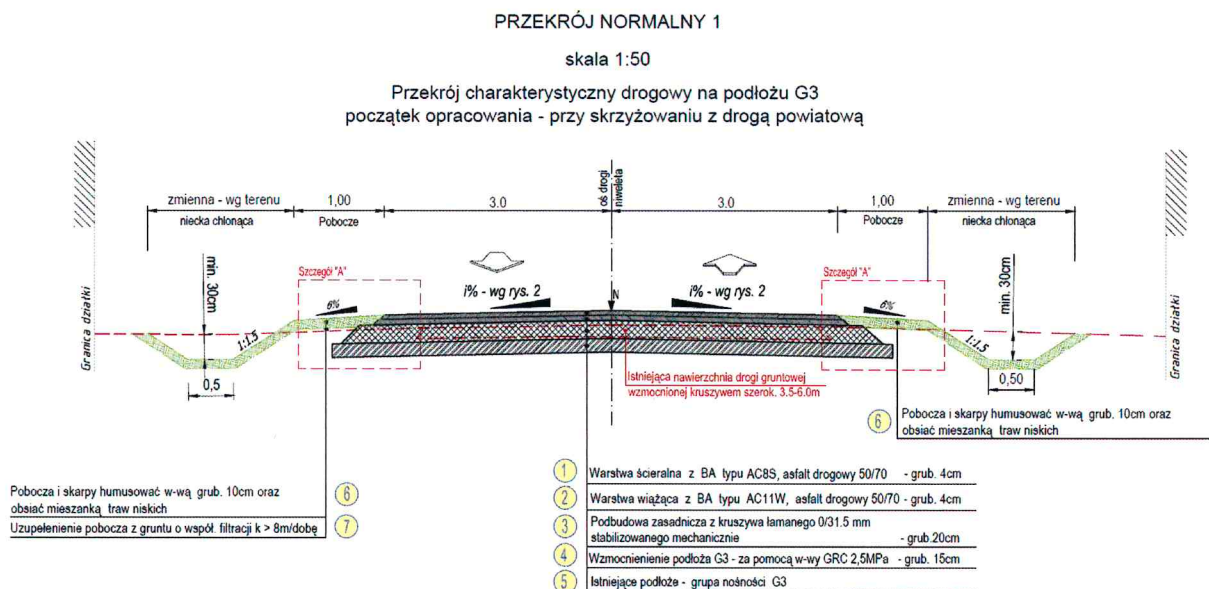 PRZEKRÓJ NORMALNY 1
skala 1:50
Przekrój charakterystyczny drogowy na podłożu G3
początek opracowania - przy skrzyżowaniu z drogą powiatową
zmienna - wg terenu
niecka chłonąca
1,00
Pobocze
3.0
oś drogi
niweleta
3.0
1,00
Pobocze
zmienna - wg terenu
niecka chłonąca
Granica działki
min. 30cm
Szczegół "A"
6%
1:1.5
0,5
i% - wg rys. 2
N
i% - wg rys. 2
Szczegół "A"
6%
1:1.5
min. 30cm
0,50
Granica działki
Istniejąca nawierzchnia drogi gruntowej
wzmocnionej kruszywem szerok. 3.5-6.0m
6 Pobocza i skarpy humusować w-wą grub. 10cm oraz
obsiać mieszanką traw niskich
Pobocza i skarpy humusować w-wą grub. 10cm oraz 6
obsiać mieszanką traw niskich
Uzupełenienie pobocza z gruntu o współ. filtracji k > 8m/dobę 7
1 Warstwa ścieralna z BA typu AC8S, asfalt drogowy 50/70 - grub. 4cm
2 Warstwa wiążąca z BA typu AC11W, asfalt drogowy 50/70 - grub. 4cm
3 Podbudowa zasadnicza z kruszywa łamanego 0/31.5 mm
stabilizowanego mechanicznie - grub.20cm
4 Wzmocnienienie podłoża G3 - za pomocą w-wy GRC 2,5MPa - grub. 15cm
5 Istniejące podłoże - grupa nośności G3